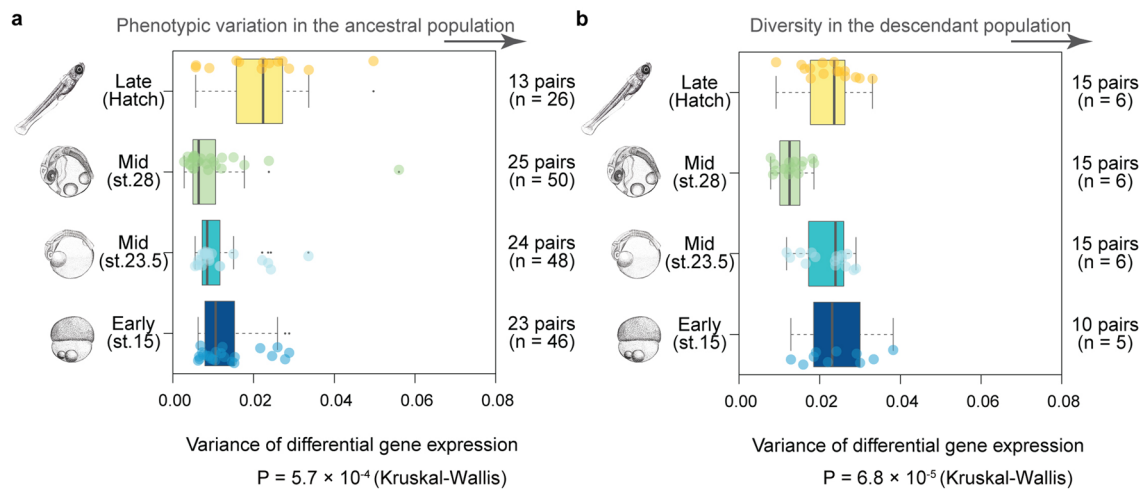 a
Phenotypic variation in the ancestral population
Late
(Hatch)
13 pairs
(n = 26)
Mid
(st.28)
25 pairs
(n = 50)
Mid
(st.23.5)
24 pairs
(n = 48)
Early
(st.15)
23 pairs
(n = 46)
0.00 0.02 0.04 0.06 0.08
Variance of differential gene expression
P = 5.7 × 10⁻⁴ (Kruskal-Wallis)
b
Diversity in the descendant population
Late
(Hatch)
15 pairs
(n = 6)
Mid
(st.28)
15 pairs
(n = 6)
Mid
(st.23.5)
15 pairs
(n = 6)
Early
(st.15)
10 pairs
(n = 5)
0.00 0.02 0.04 0.06 0.08
Variance of differential gene expression
P = 6.8 × 10⁻⁵ (Kruskal-Wallis)